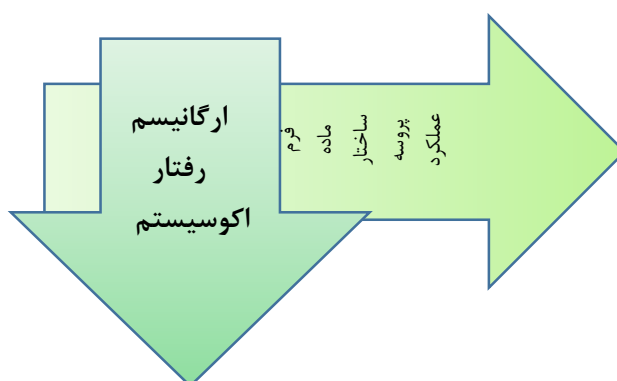 ارگانیسم
رفتار
اکوسیستم
فرم
ماده
ساختار
پروسه
عملکرد